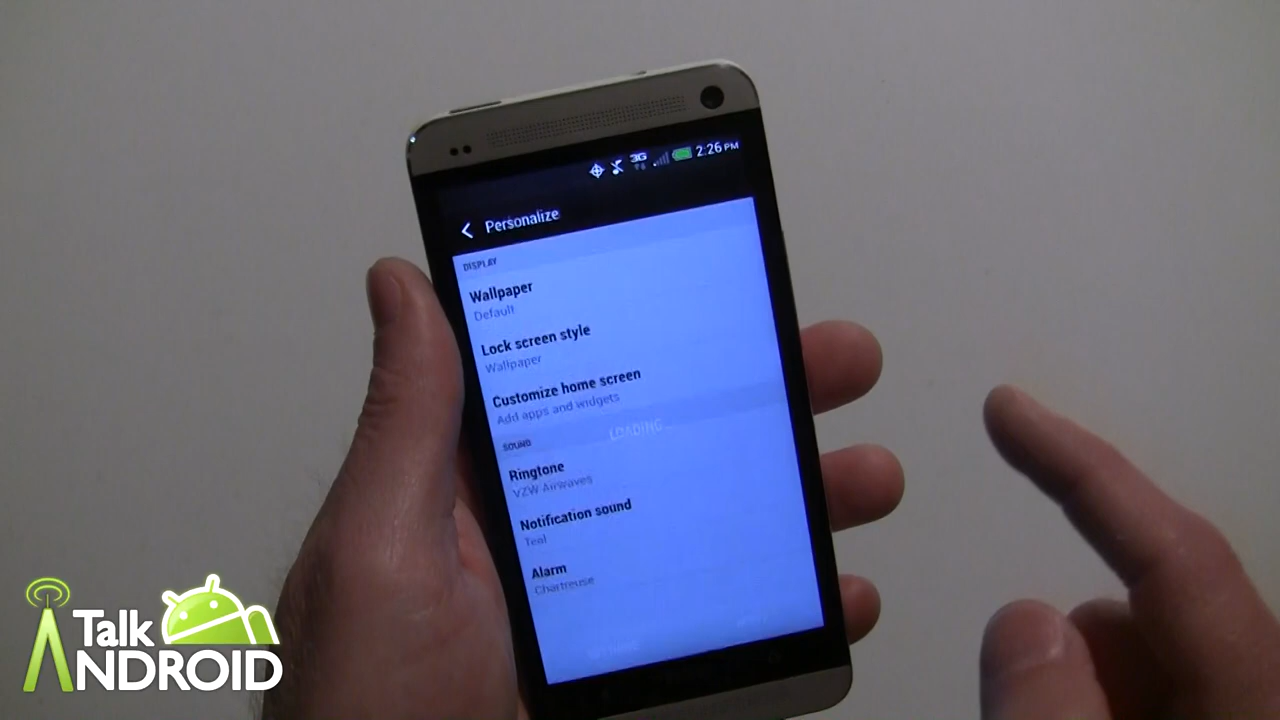 3G 2:26 PM
Personalize
DISPLAY
Wallpaper
Default
Lock screen style
Wallpaper
Customize home screen
Add apps and widgets
SOUND
LOADING...
Ringtone
VZW Airwaves
Notification sound
Teal
Alarm
Chartreuse
Talk
ANDROID